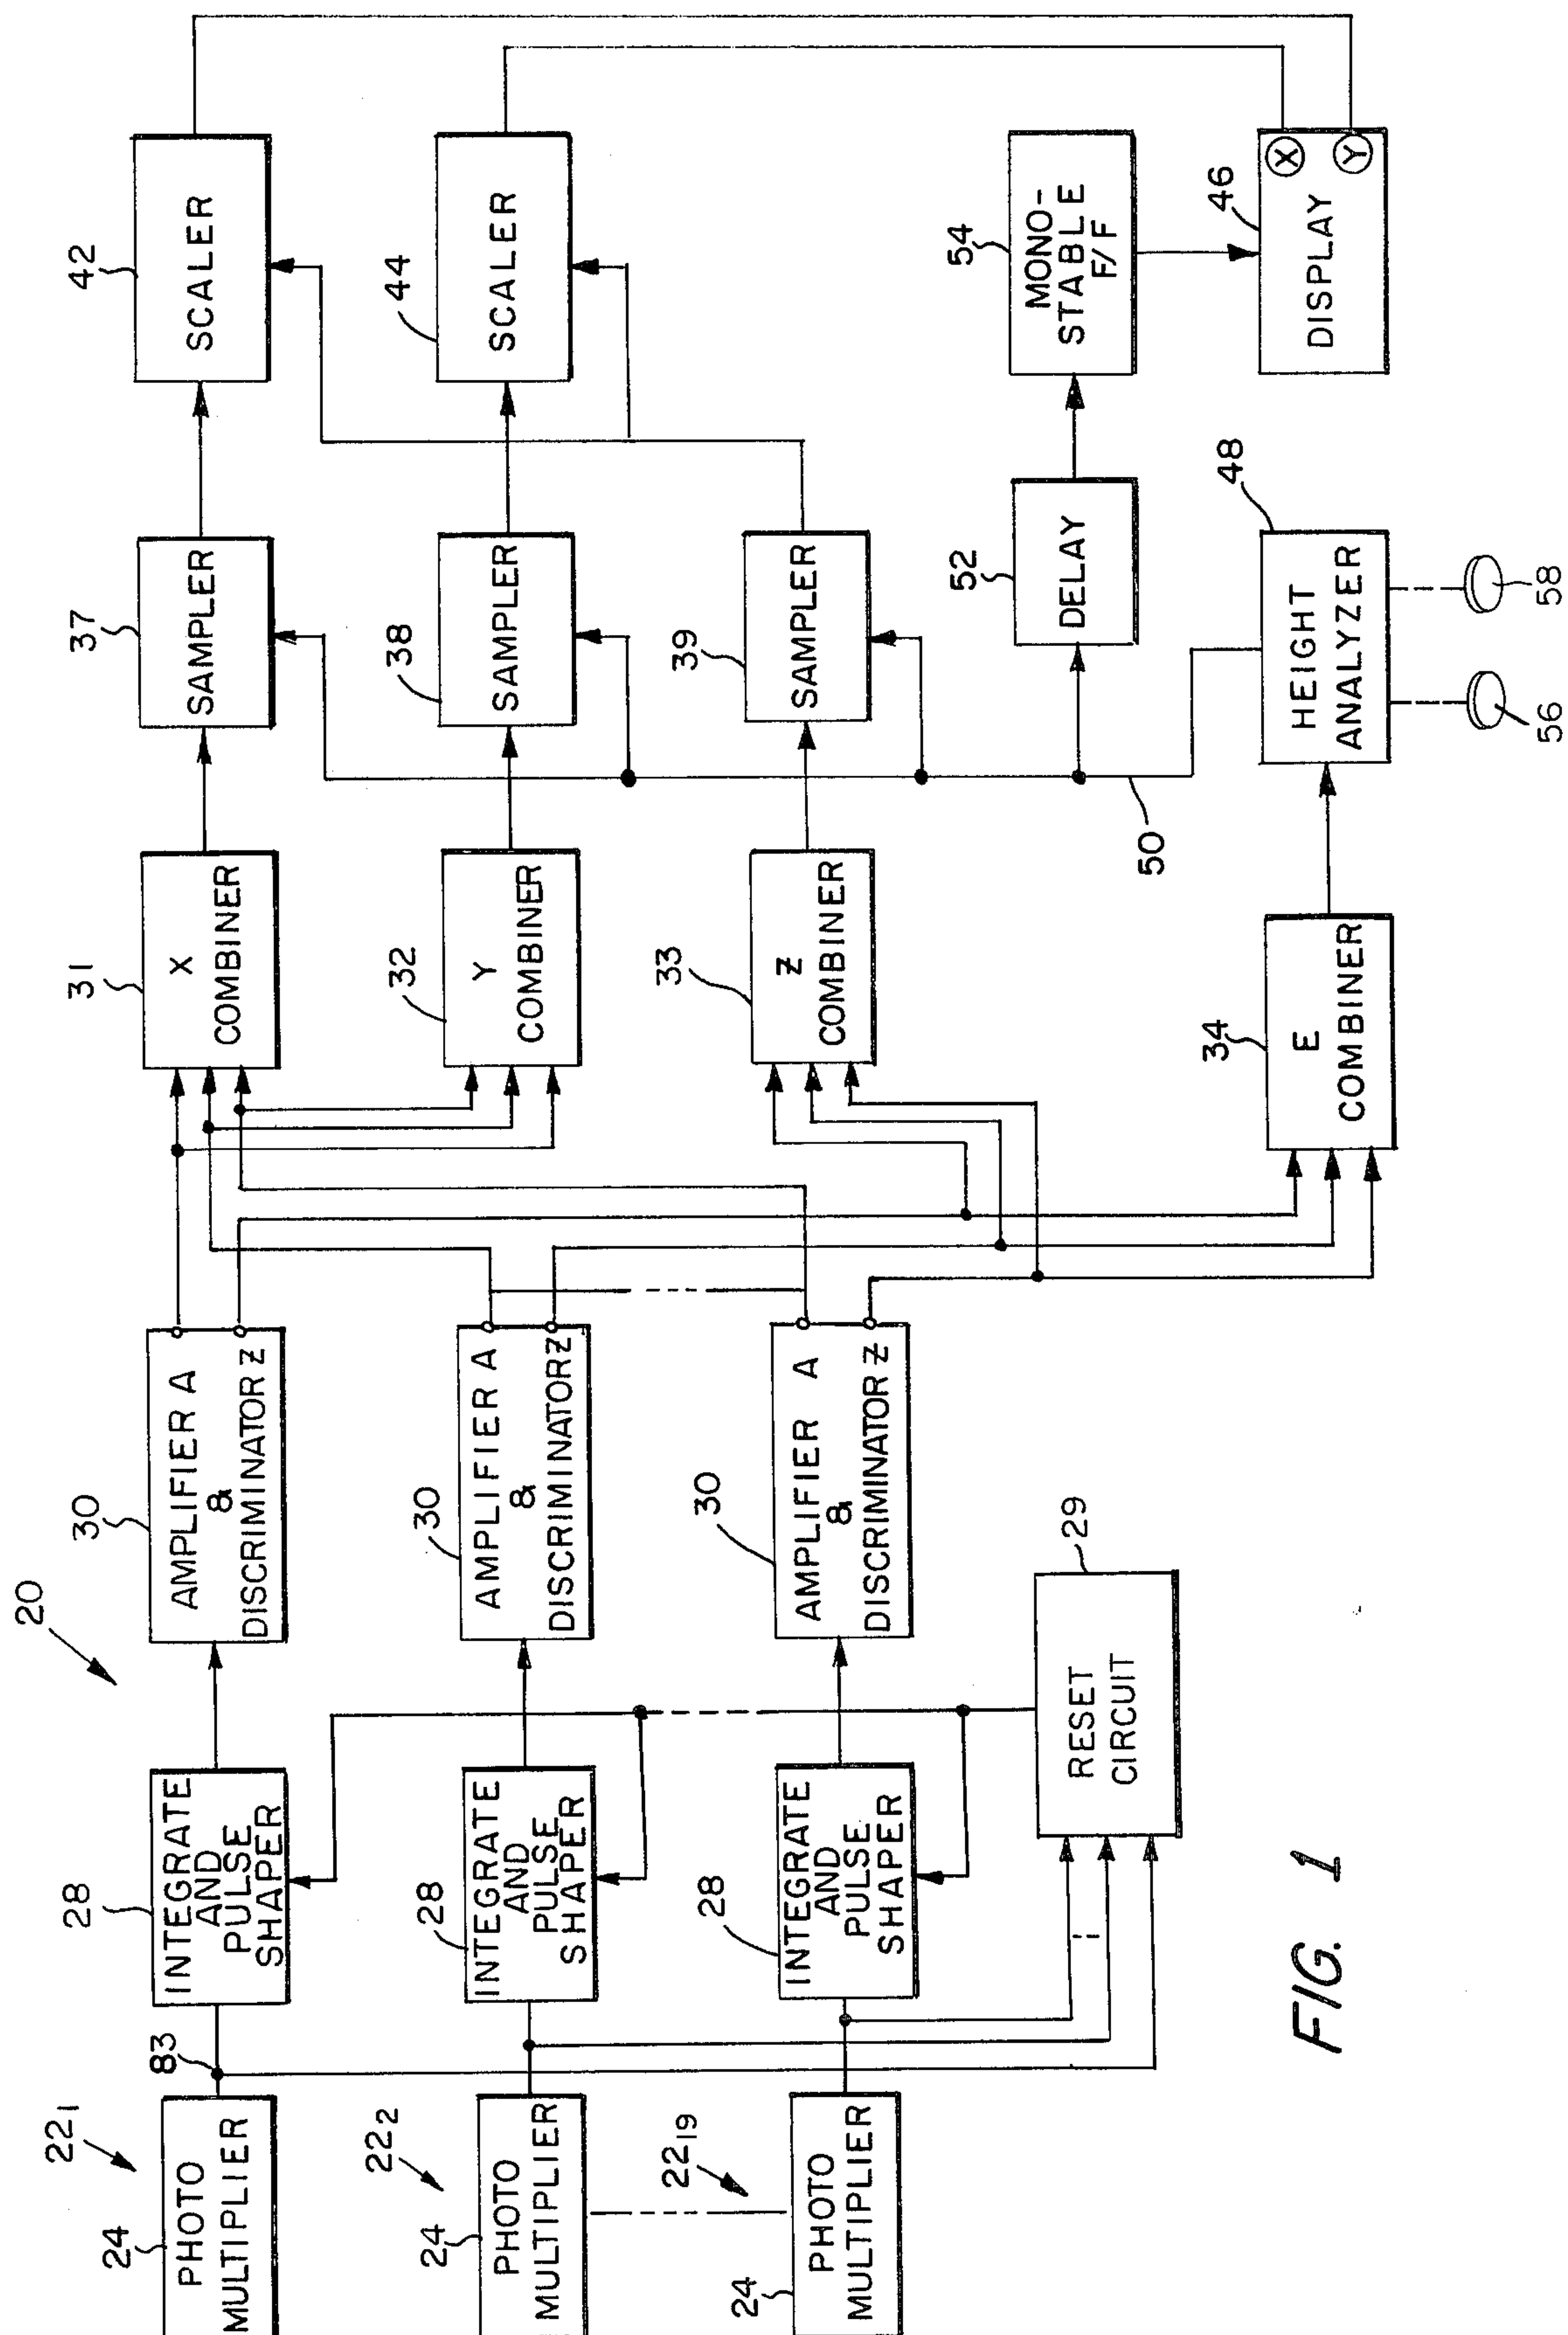 20
22₁
24
PHOTO
MULTIPLIER
83
28
INTEGRATE
AND
PULSE
SHAPER
30
AMPLIFIER A
&
DISCRIMINATOR Z
31
X
COMBINER
37
SAMPLER
42
SCALER
22₂
24
PHOTO
MULTIPLIER
28
INTEGRATE
AND
PULSE
SHAPER
30
AMPLIFIER A
&
DISCRIMINATOR Z
32
Y
COMBINER
38
SAMPLER
44
SCALER
22₁₉
24
PHOTO
MULTIPLIER
28
INTEGRATE
AND
PULSE
SHAPER
30
AMPLIFIER A
&
DISCRIMINATOR Z
33
Z
COMBINER
39
SAMPLER
29
RESET
CIRCUIT
50
52
DELAY
54
MONO-
STABLE
F/F
34
E
COMBINER
48
HEIGHT
ANALYZER
56
58
46
DISPLAY
X
Y
FIG. 1